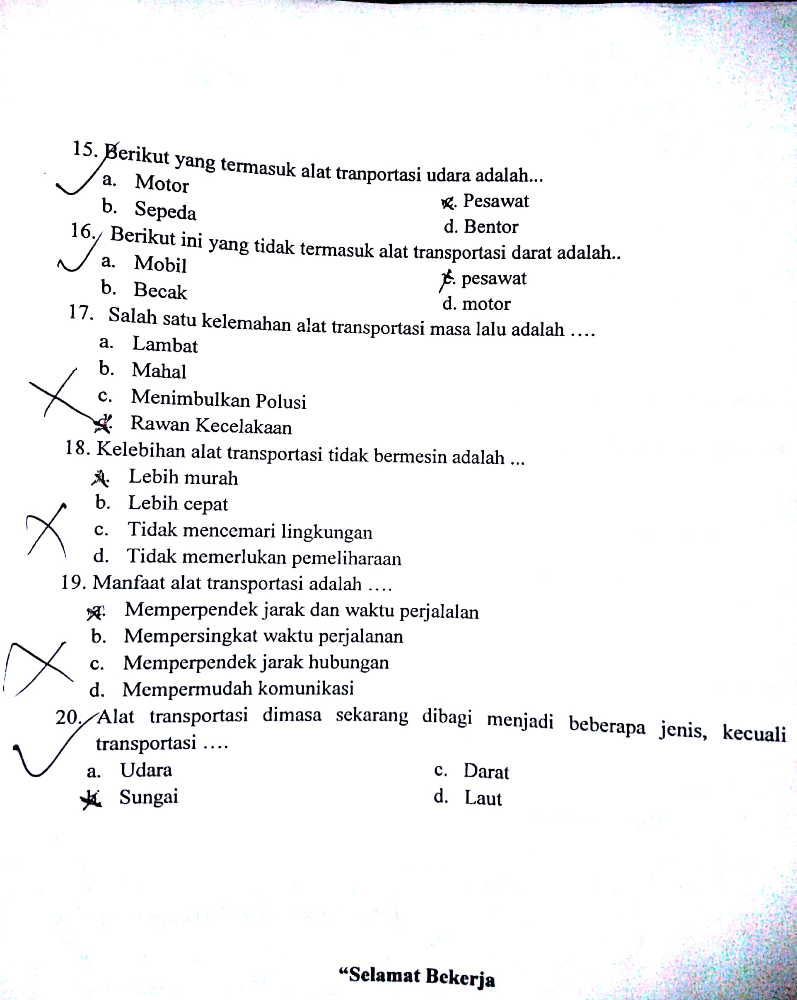 15. Berikut yang termasuk alat tranportasi udara adalah...
a. Motor
c. Pesawat
b. Sepeda
d. Bentor
16. Berikut ini yang tidak termasuk alat transportasi darat adalah..
a. Mobil
c. pesawat
b. Becak
d. motor
17. Salah satu kelemahan alat transportasi masa lalu adalah ....
a. Lambat
b. Mahal
c. Menimbulkan Polusi
d. Rawan Kecelakaan
18. Kelebihan alat transportasi tidak bermesin adalah ...
a. Lebih murah
b. Lebih cepat
c. Tidak mencemari lingkungan
d. Tidak memerlukan pemeliharaan
19. Manfaat alat transportasi adalah ....
a. Memperpendek jarak dan waktu perjalalan
b. Mempersingkat waktu perjalanan
c. Memperpendek jarak hubungan
d. Mempermudah komunikasi
20. Alat transportasi dimasa sekarang dibagi menjadi beberapa jenis, kecuali
transportasi ....
a. Udara
c. Darat
b. Sungai
d. Laut
“Selamat Bekerja